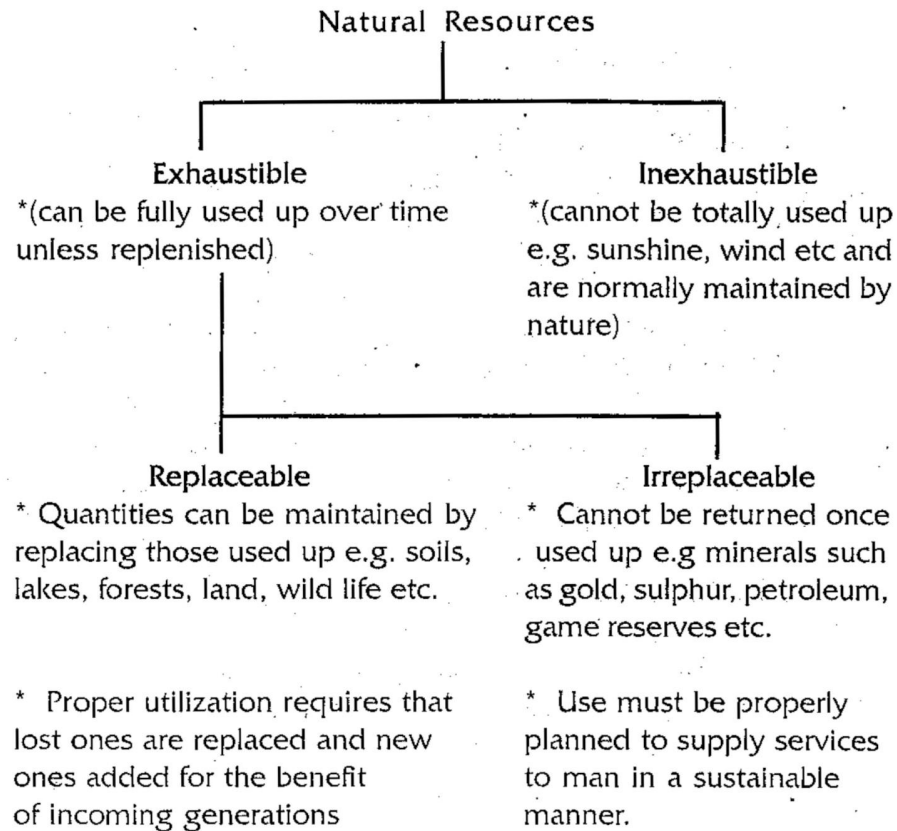 Natural Resources
Exhaustible
*(can be fully used up over time
unless replenished)
Inexhaustible
*(cannot be totally used up
e.g. sunshine, wind etc and
are normally maintained by
nature)
Replaceable
* Quantities can be maintained by
replacing those used up e.g. soils,
lakes, forests, land, wild life etc.
* Proper utilization requires that
lost ones are replaced and new
ones added for the benefit
of incoming generations
Irreplaceable
* Cannot be returned once
used up e.g minerals such
as gold, sulphur, petroleum,
game reserves etc.
* Use must be properly
planned to supply services
to man in a sustainable
manner.